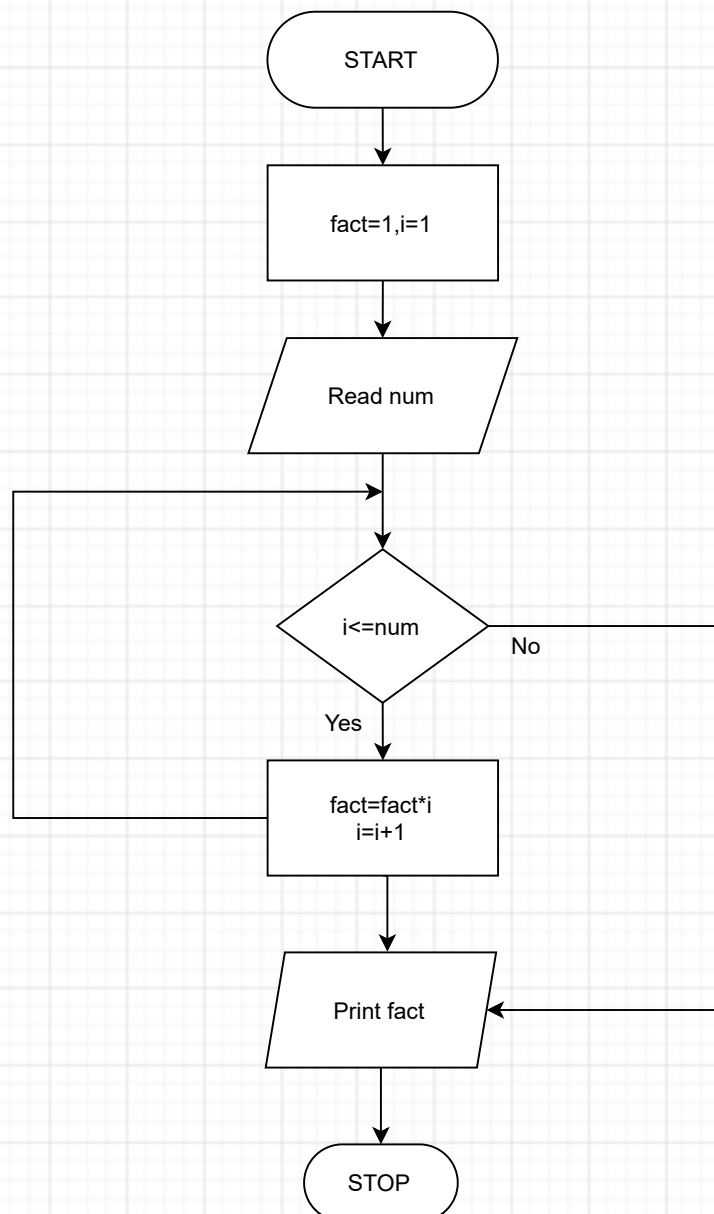 START
fact=1,i=1
Read num
i<=num
No
Yes
fact=fact*i
i=i+1
Print fact
STOP